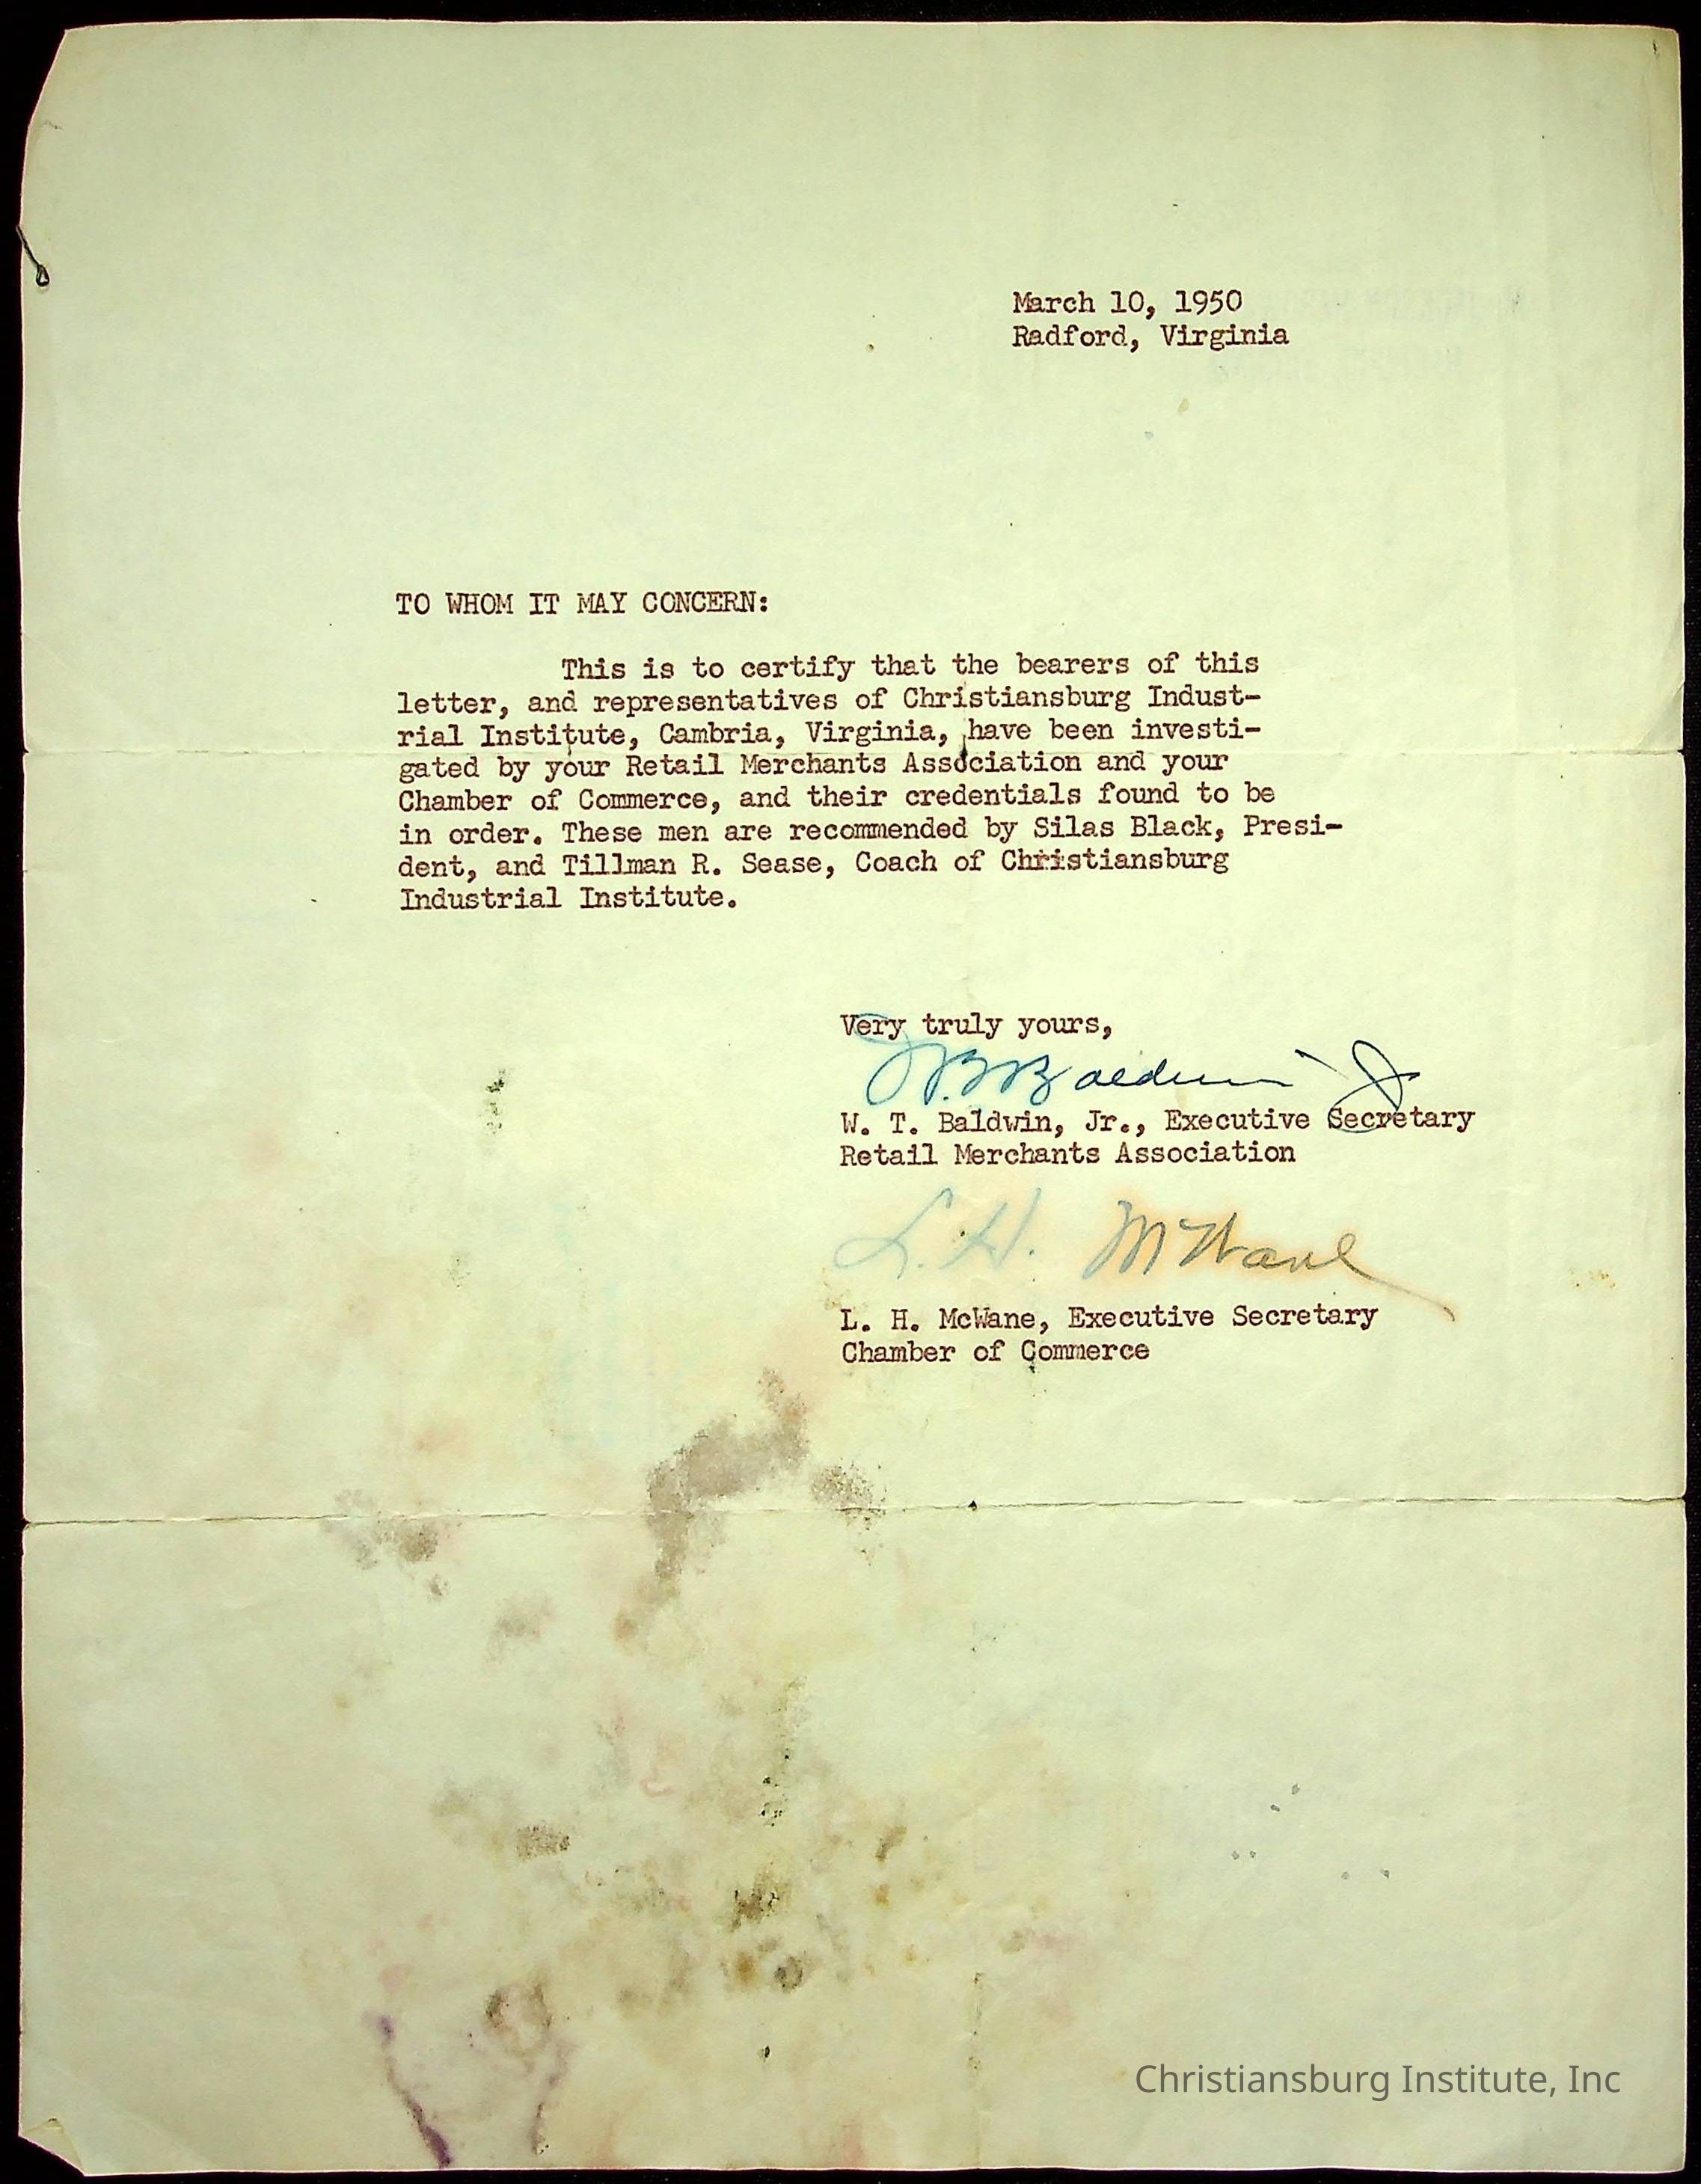 March 10, 1950
Radford, Virginia
TO WHOM IT MAY CONCERN:
This is to certify that the bearers of this
letter, and representatives of Christiansburg Indust-
rial Institute, Cambria, Virginia, have been investi-
gated by your Retail Merchants Association and your
Chamber of Commerce, and their credentials found to be
in order. These men are recommended by Silas Black, Presi-
dent, and Tillman R. Sease, Coach of Christiansburg
Industrial Institute.
Very truly yours,
W. T. Baldwin, Jr., Executive Secretary
Retail Merchants Association
L. H. McWane
L. H. McWane, Executive Secretary
Chamber of Commerce
Christiansburg Institute, Inc